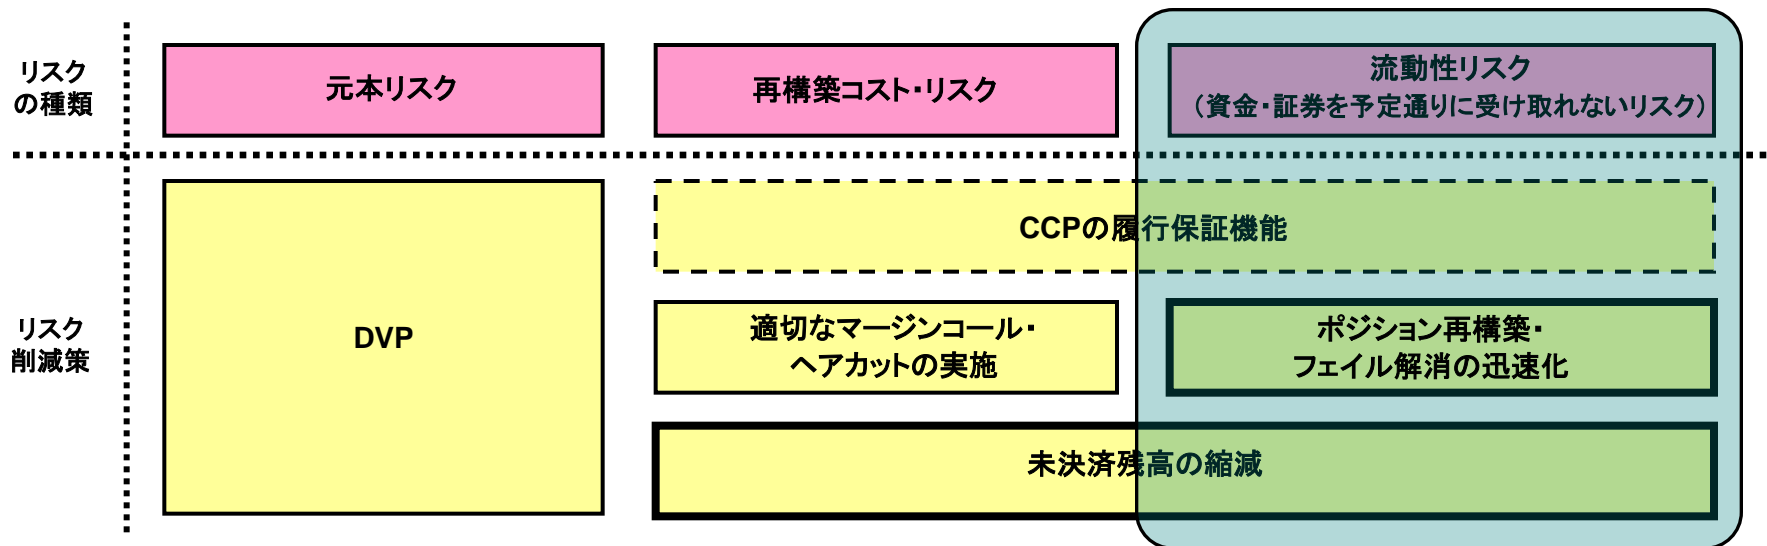 リスク
の種類
元本リスク
再構築コスト・リスク
流動性リスク
（資金・証券を予定通りに受け取れないリスク）
リスク
削減策
DVP
CCPの履行保証機能
適切なマージンコール・
ヘアカットの実施
ポジション再構築・
フェイル解消の迅速化
未決済残高の縮減